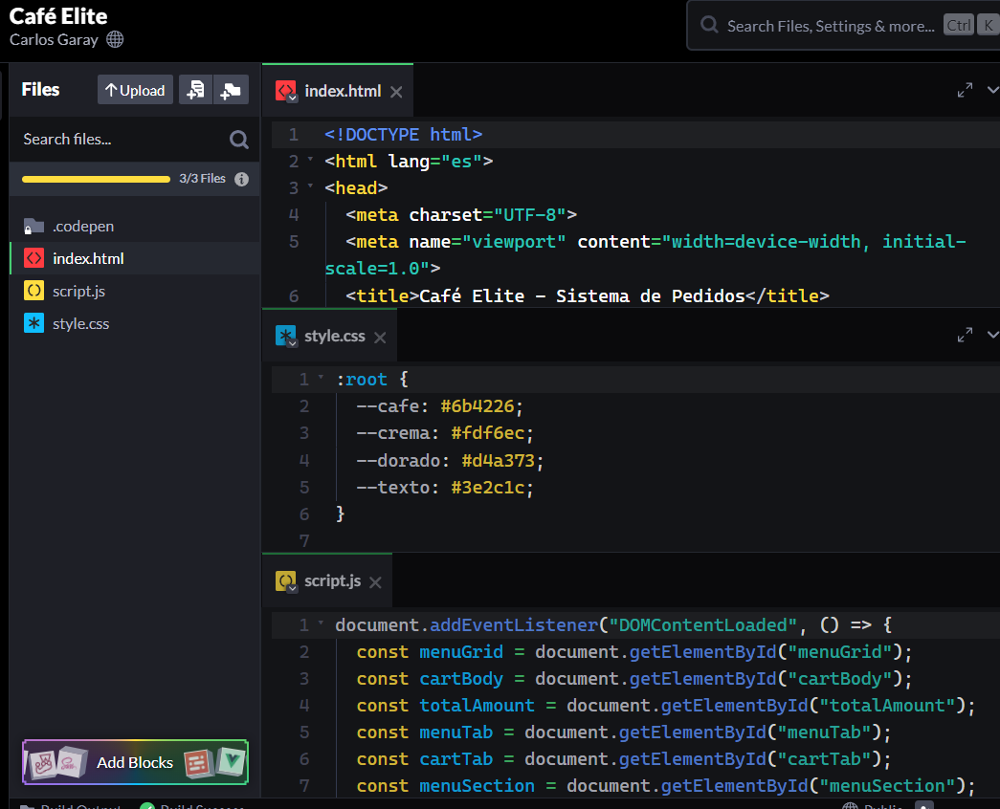 Café Elite
Carlos Garay
Search Files, Settings & more... Ctrl K
Files
Upload
Search files...
3/3 Files
.codepen
index.html
script.js
style.css
Add Blocks
index.html
1 <!DOCTYPE html>
2 <html lang="es">
3 <head>
4 <meta charset="UTF-8">
5 <meta name="viewport" content="width=device-width, initial-
scale=1.0">
6 <title>Café Elite - Sistema de Pedidos</title>
style.css
1 :root {
2 --cafe: #6b4226;
3 --crema: #fdf6ec;
4 --dorado: #d4a373;
5 --texto: #3e2c1c;
6 }
7
script.js
1 document.addEventListener("DOMContentLoaded", () => {
2 const menuGrid = document.getElementById("menuGrid");
3 const cartBody = document.getElementById("cartBody");
4 const totalAmount = document.getElementById("totalAmount");
5 const menuTab = document.getElementById("menuTab");
6 const cartTab = document.getElementById("cartTab");
7 const menuSection = document.getElementById("menuSection");
Build Output
Build Success
Public